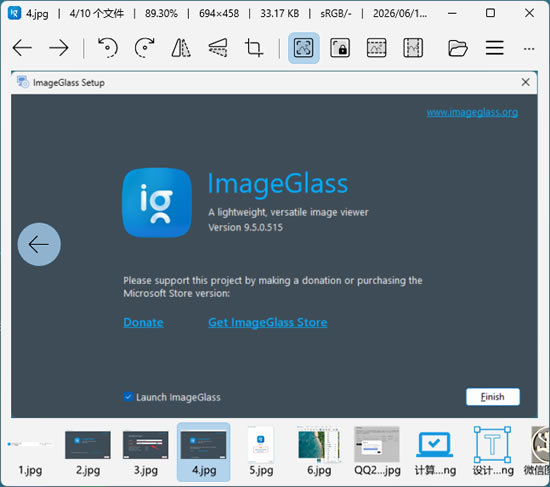 4.jpg | 4/10 个文件 | 89.30% | 694×458 | 33.17 KB | sRGB/- | 2026/06/1...
ImageGlass Setup
www.imageglass.org
ig
ImageGlass
A lightweight, versatile image viewer
Version 9.5.0.515
Please support this project by making a donation or purchasing the
Microsoft Store version:
Donate Get ImageGlass Store
Launch ImageGlass
Finish
1.jpg 2.jpg 3.jpg 4.jpg 5.jpg 6.jpg QQ2...jpg 计算...ng 设计...ng 微信图